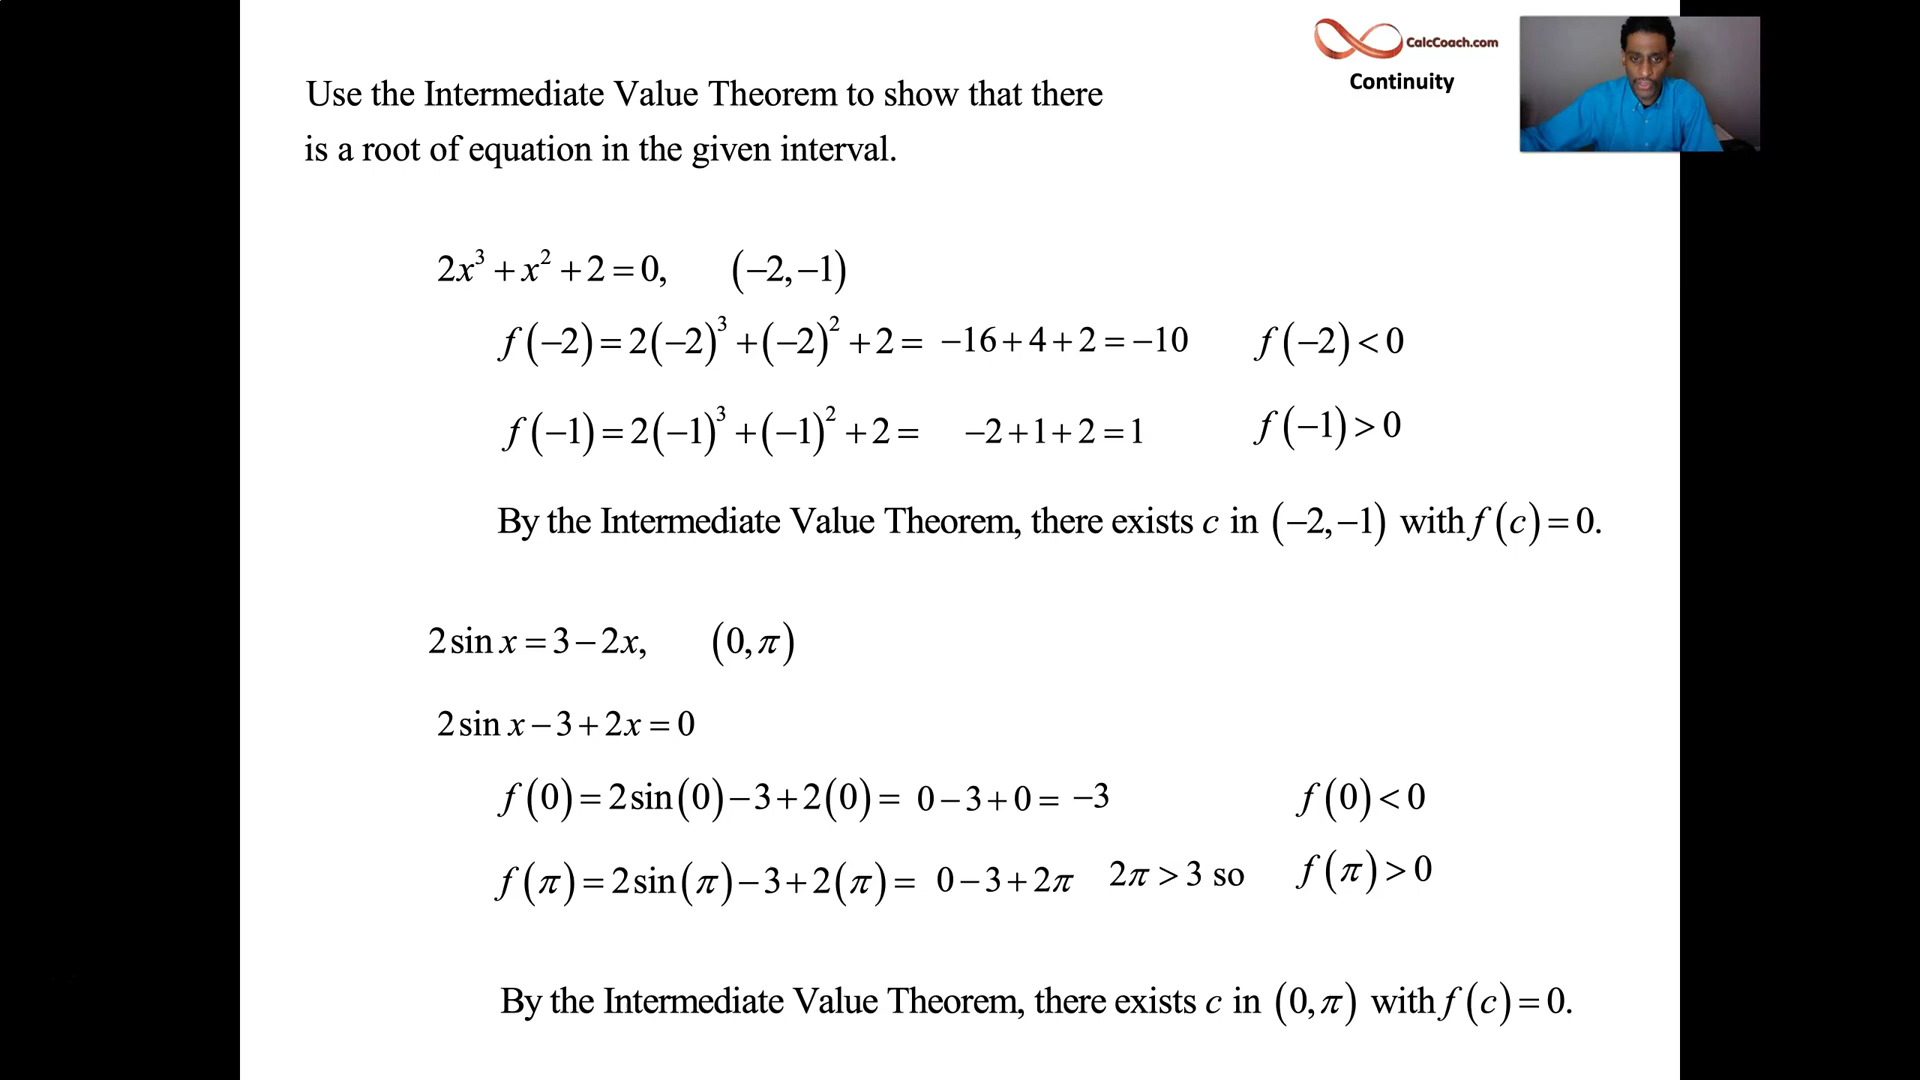 CalcCoach.com
Continuity
Use the Intermediate Value Theorem to show that there
is a root of equation in the given interval.
2x³ + x² + 2 = 0, (−2, −1)
f(−2) = 2(−2)³ + (−2)² + 2 = −16 + 4 + 2 = −10 f(−2) < 0
f(−1) = 2(−1)³ + (−1)² + 2 = −2 + 1 + 2 = 1 f(−1) > 0
By the Intermediate Value Theorem, there exists c in (−2, −1) with f(c) = 0.
2 sin x = 3 − 2x, (0, π)
2 sin x − 3 + 2x = 0
f(0) = 2 sin(0) − 3 + 2(0) = 0 − 3 + 0 = −3 f(0) < 0
f(π) = 2 sin(π) − 3 + 2(π) = 0 − 3 + 2π 2π > 3 so f(π) > 0
By the Intermediate Value Theorem, there exists c in (0, π) with f(c) = 0.